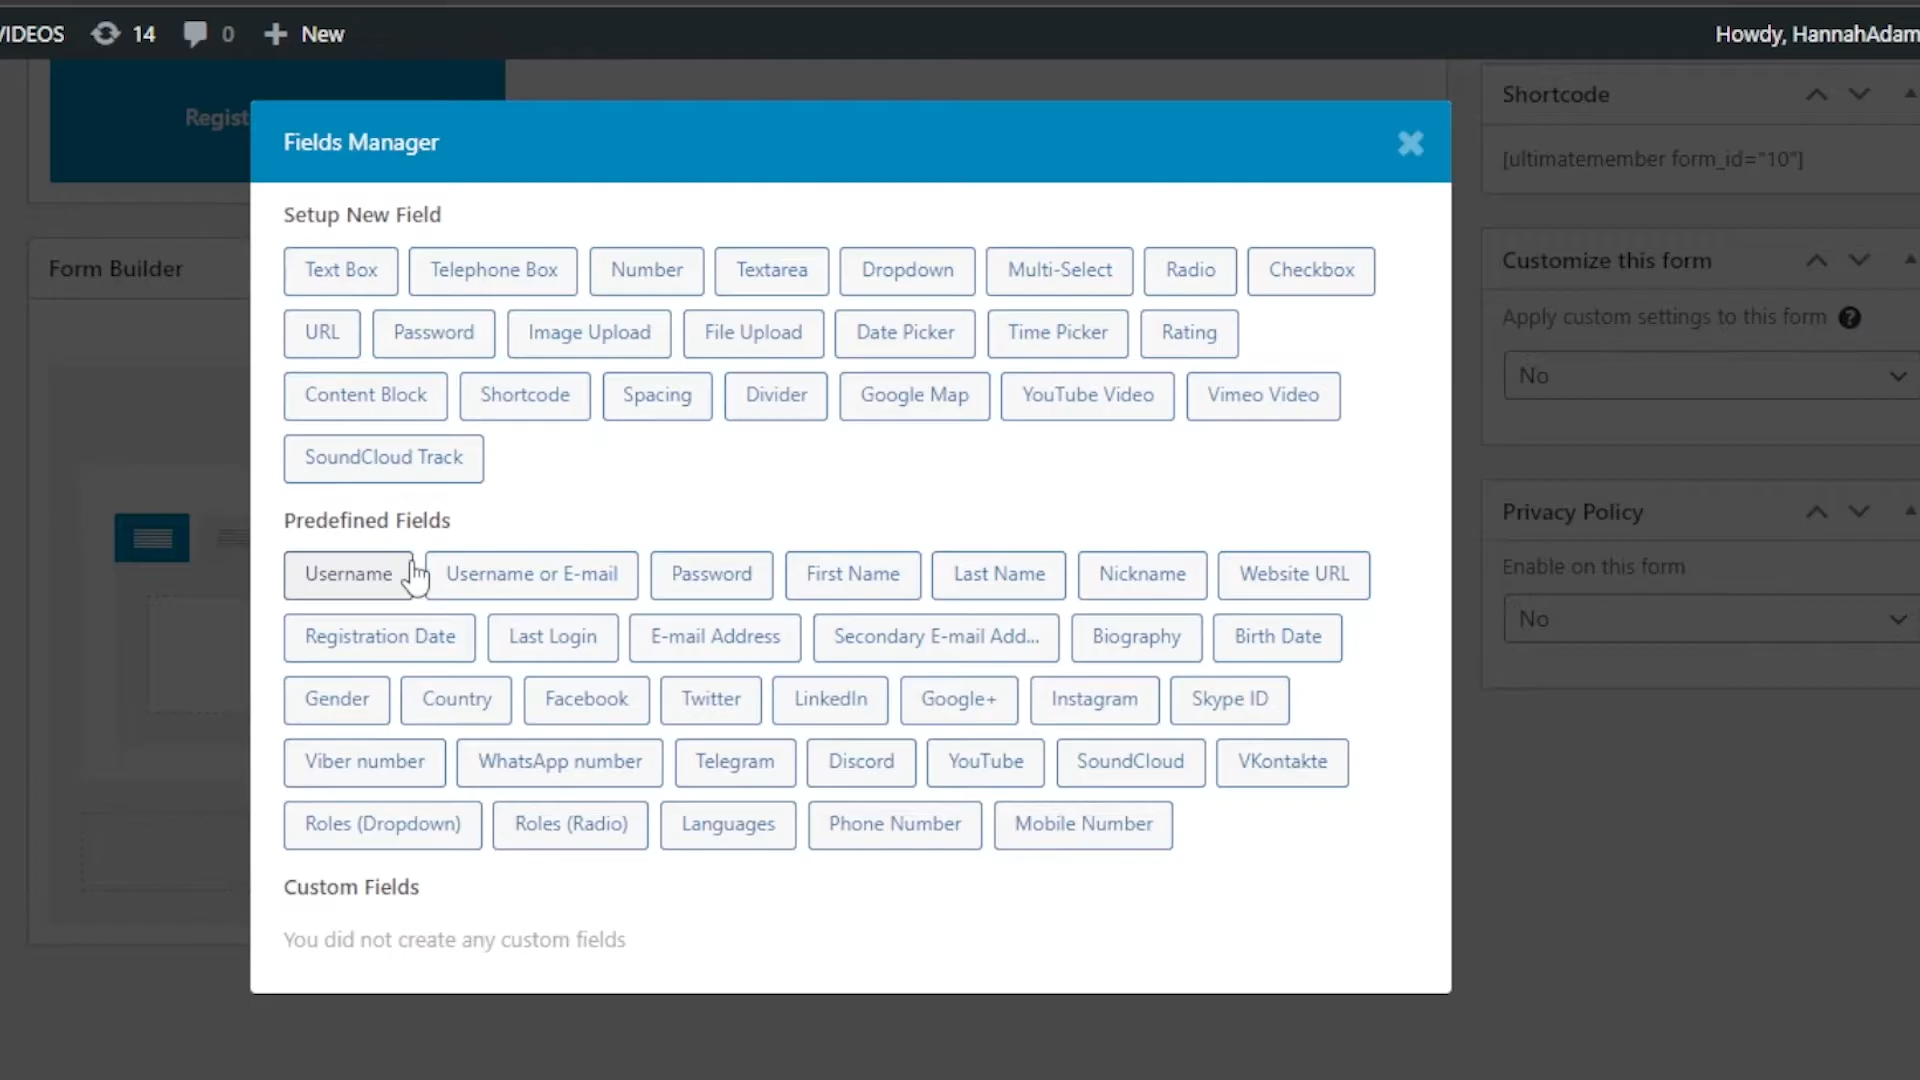 VIDEOS 14 0 New Howdy, HannahAdam
Regist
Form Builder
Fields Manager
Setup New Field
Text Box Telephone Box Number Textarea Dropdown Multi-Select Radio Checkbox
URL Password Image Upload File Upload Date Picker Time Picker Rating
Content Block Shortcode Spacing Divider Google Map YouTube Video Vimeo Video
SoundCloud Track
Predefined Fields
Username Username or E-mail Password First Name Last Name Nickname Website URL
Registration Date Last Login E-mail Address Secondary E-mail Add... Biography Birth Date
Gender Country Facebook Twitter LinkedIn Google+ Instagram Skype ID
Viber number WhatsApp number Telegram Discord YouTube SoundCloud VKontakte
Roles (Dropdown) Roles (Radio) Languages Phone Number Mobile Number
Custom Fields
You did not create any custom fields
Shortcode
[ultimatemember form_id="10"]
Customize this form
Apply custom settings to this form ?
No
Privacy Policy
Enable on this form
No